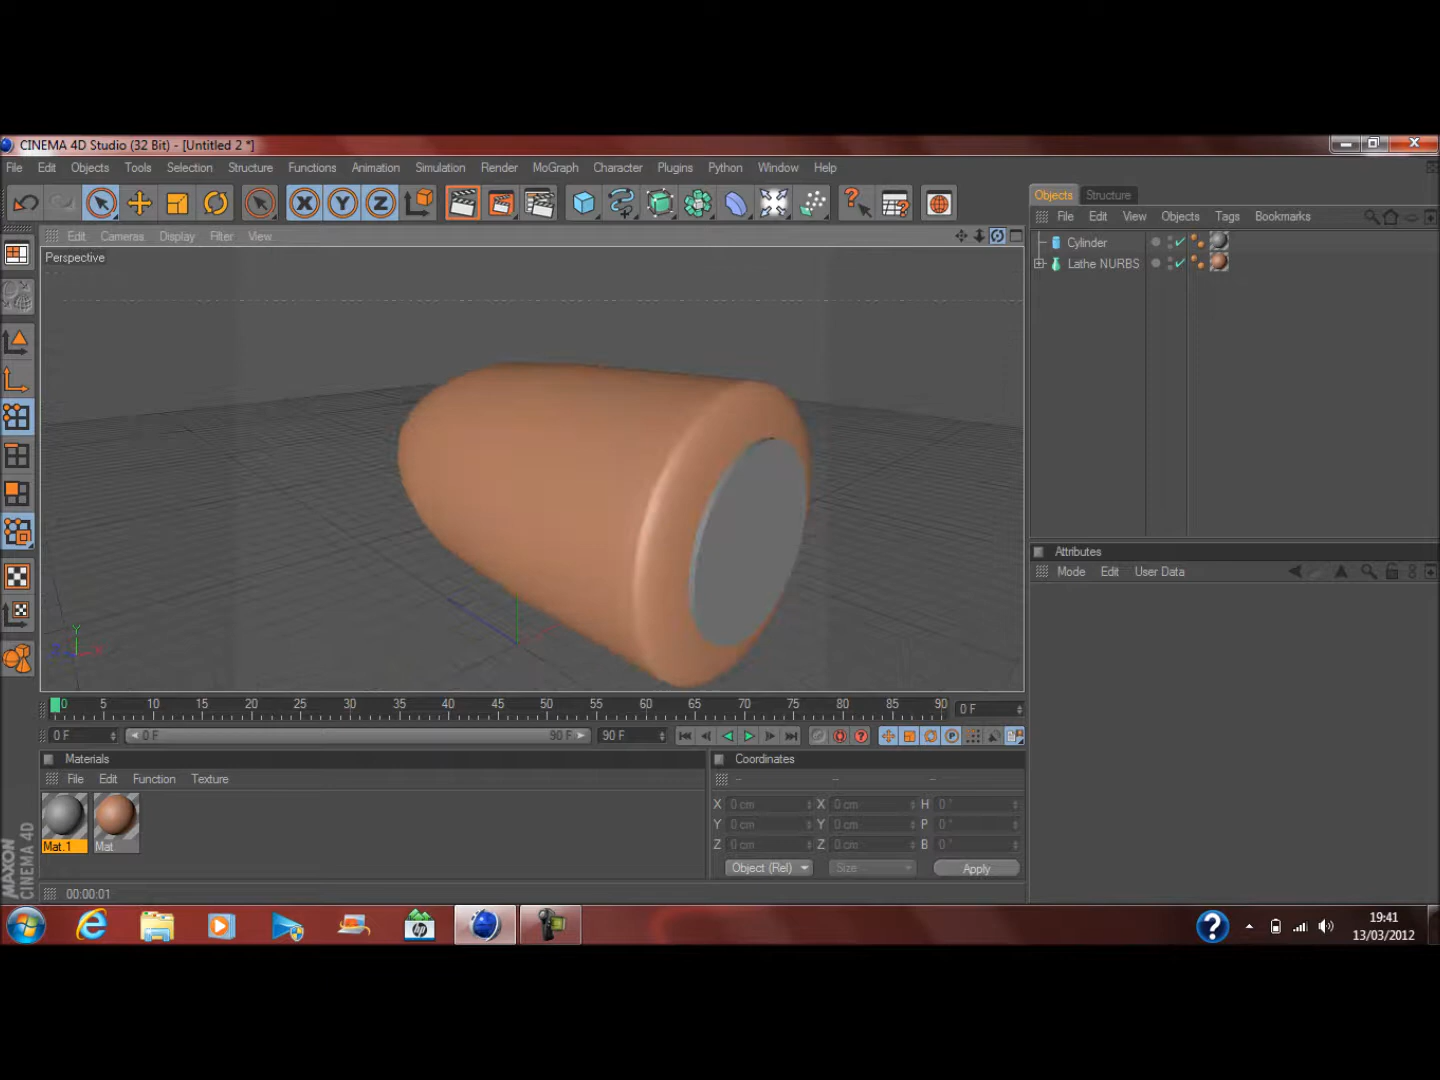 CINEMA 4D Studio (32 Bit) - [Untitled 2 *]
File Edit Objects Tools Selection Structure Functions Animation Simulation Render MoGraph Character Plugins Python Window Help
X Y Z
Objects Structure
File Edit View Objects Tags Bookmarks
Edit Cameras Display Filter View
Perspective
Cylinder
Lathe NURBS
Attributes
Mode Edit User Data
Y
X
Z
0 5 10 15 20 25 30 35 40 45 50 55 60 65 70 75 80 85 90 0 F
0 F 0 F 90 F 90 F
Materials
File Edit Function Texture
Mat.1 Mat
Coordinates
-- -- --
X 0 cm X 0 cm H 0 °
Y 0 cm Y 0 cm P 0 °
Z 0 cm Z 0 cm B 0 °
Object (Rel) Size Apply
MAXON
CINEMA 4D
00:00:01
hp
19:41
13/03/2012